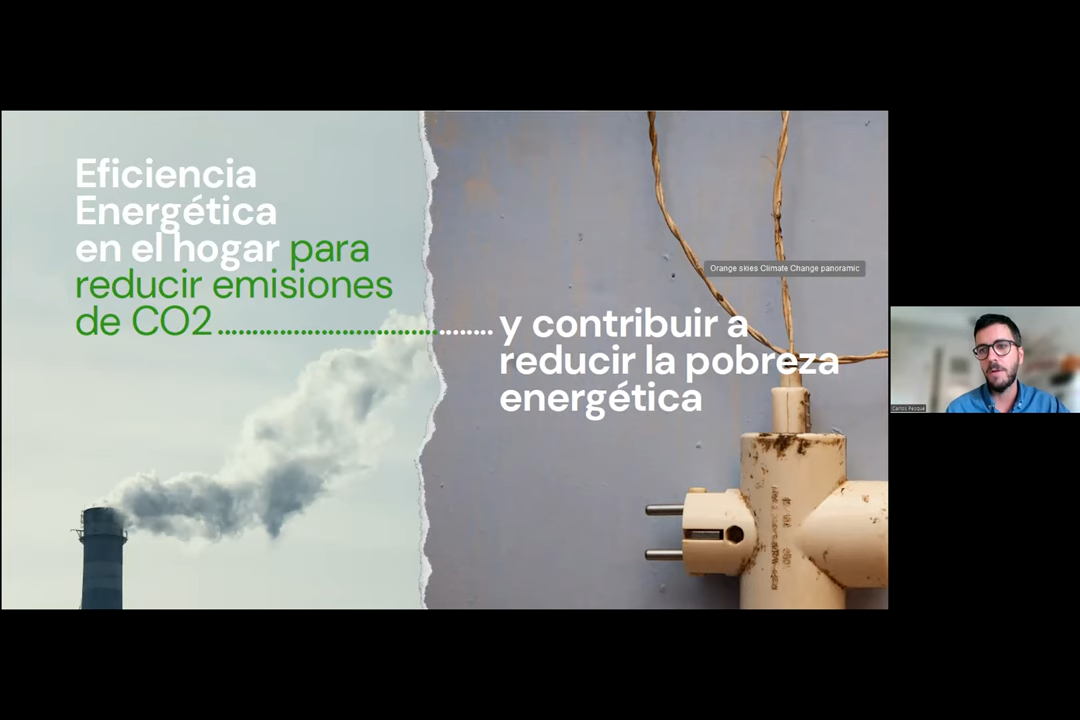 Eficiencia
Energética
en el hogar para
reducir emisiones
de CO2
y contribuir a
reducir la pobreza
energética
Orange skies Climate Change panoramic
Carlos Pesqué